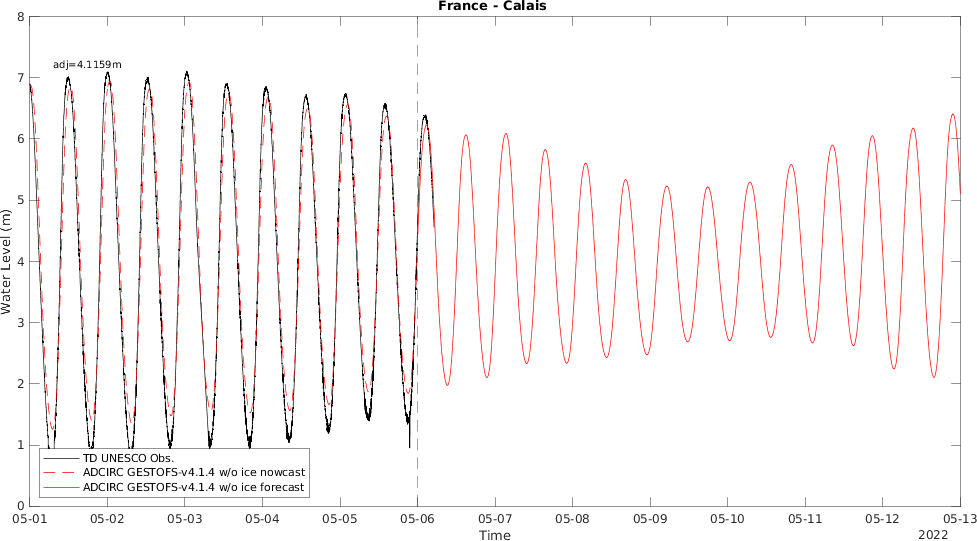 France - Calais
adj=4.1159m
Water Level (m)
8
7
6
5
4
3
2
1
0
TD UNESCO Obs.
ADCIRC GESTOFS-v4.1.4 w/o ice nowcast
ADCIRC GESTOFS-v4.1.4 w/o ice forecast
05-01 05-02 05-03 05-04 05-05 05-06 05-07 05-08 05-09 05-10 05-11 05-12 05-13
Time
2022